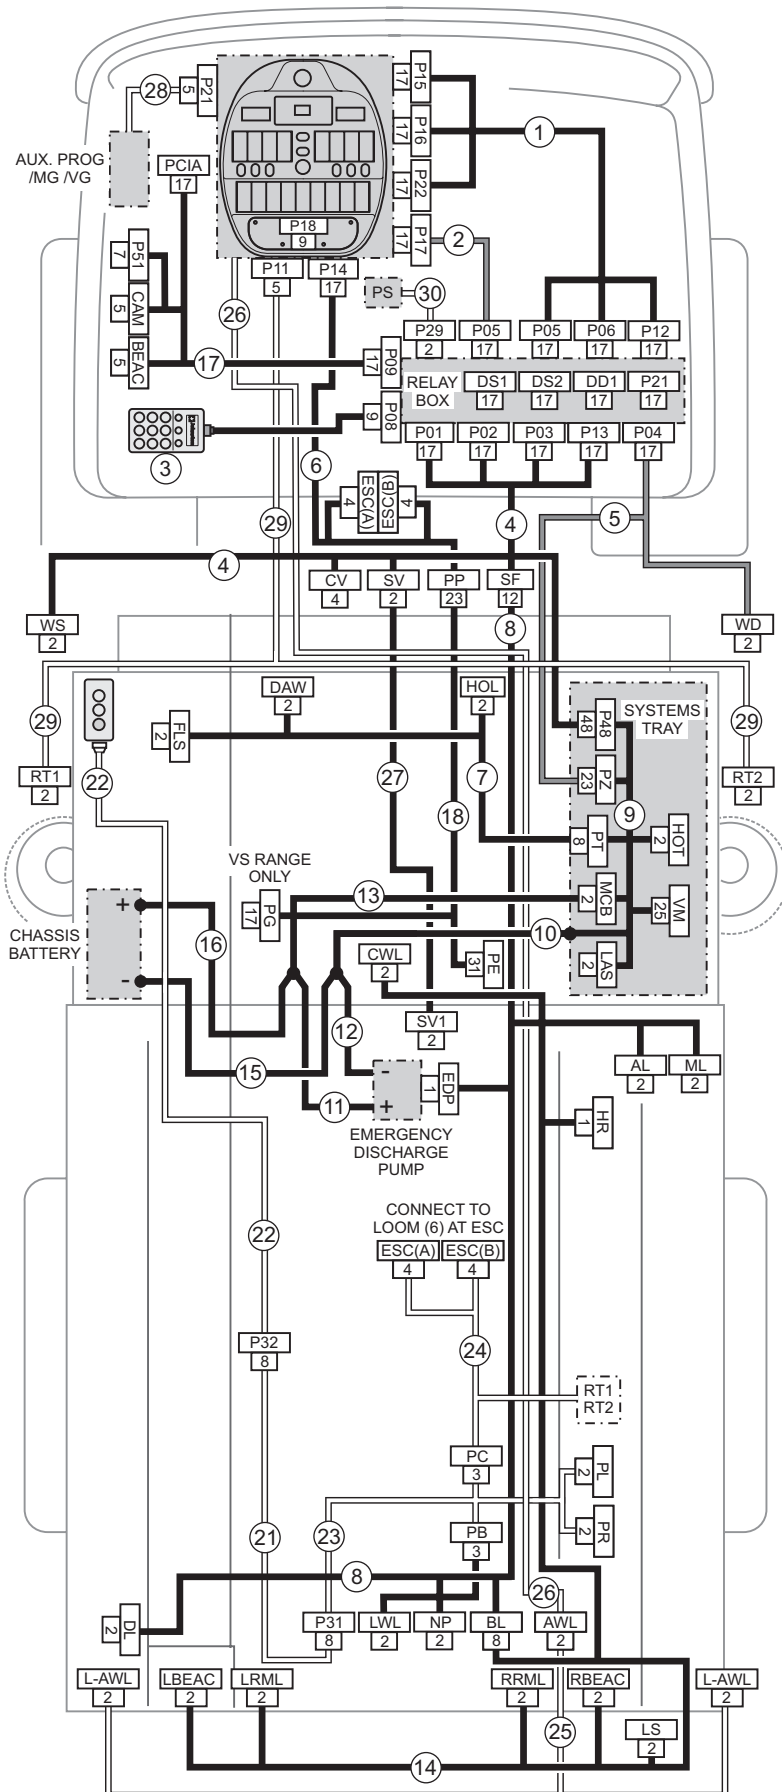 28
5
P21
17
P15
AUX. PROG
/MG /VG
PCIA
17
17
P16
1
17
P22
P18
9
17
P17
2
7
P51
P11
5
P14
17
PS
30
5
CAM
26
P29
2
P05
17
P05
17
P06
17
P12
17
5
BEAC
17
17
P09
RELAY
BOX
DS1
17
DS2
17
DD1
17
P21
17
3
9
P08
P01
17
P02
17
P03
17
P13
17
P04
17
6
4
ESC(A)
ESC(B)
4
29
4
5
4
CV
4
SV
2
PP
23
SF
12
WS
2
8
WD
2
DAW
2
HOL
2
SYSTEMS
TRAY
29
2
FLS
48
P48
29
RT1
2
22
27
7
23
PZ
RT2
2
18
9
8
PT
2
HOT
VS RANGE
ONLY
17
PG
13
2
MCB
25
VM
+
CHASSIS
BATTERY
-
16
10
2
LAS
CWL
2
31
PE
12
SV1
2
15
-
+
1
EDP
AL
2
ML
2
11
EMERGENCY
DISCHARGE
PUMP
1
HR
CONNECT TO
LOOM (6) AT ESC
22
ESC(A)
4
ESC(B)
4
P32
8
24
RT1
RT2
PC
3
2
PL
21
23
PB
3
2
PR
8
26
2
DL
P31
8
LWL
2
NP
2
BL
8
AWL
2
L-AWL
2
LBEAC
2
LRML
2
RRML
2
RBEAC
2
L-AWL
2
25
LS
2
14